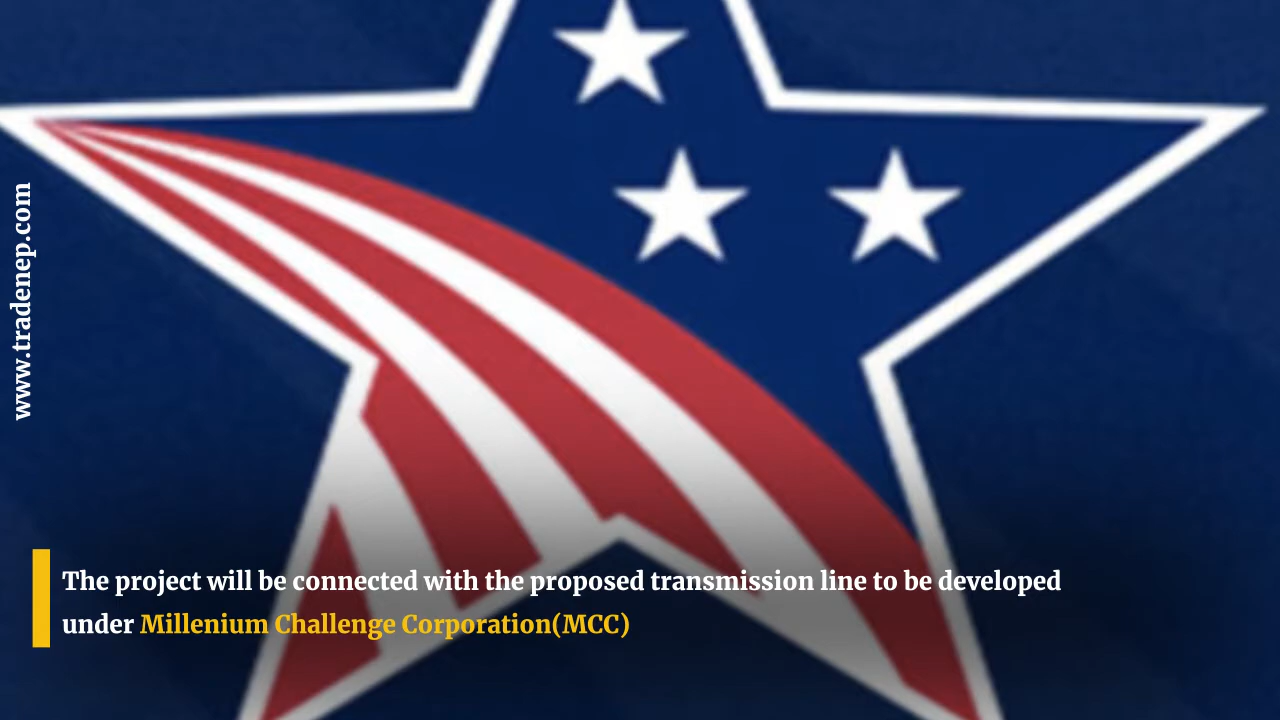 www.tradenep.com
The project will be connected with the proposed transmission line to be developed
under Millenium Challenge Corporation(MCC)